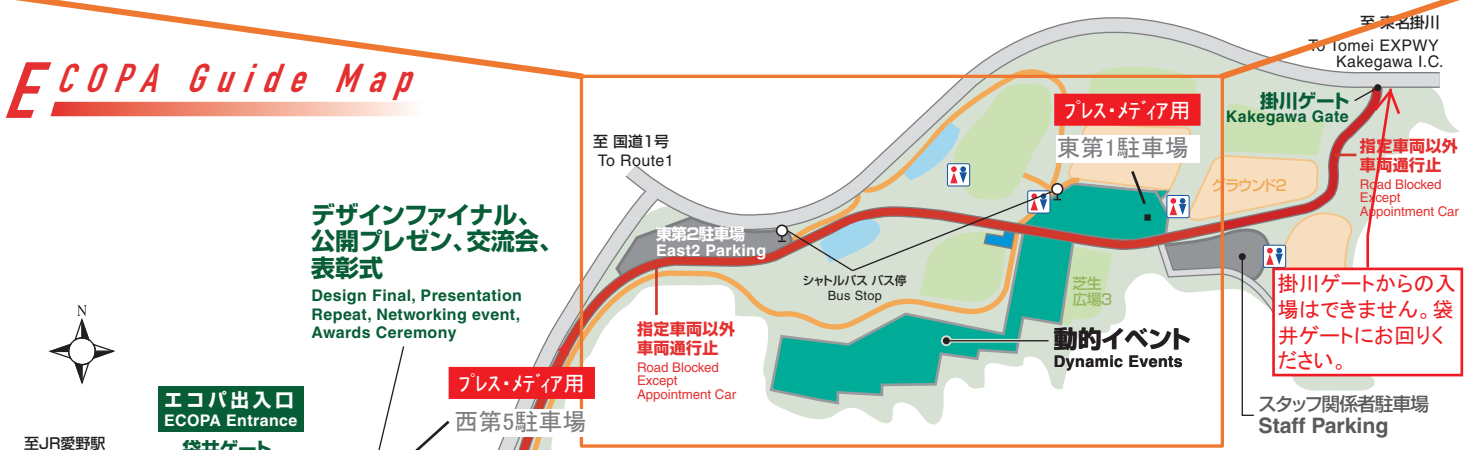 ECOPA Guide Map
至 東名掛川
To Tomei EXPWY
Kakegawa I.C.
掛川ゲート
Kakegawa Gate
プレス・メディア用
東第1駐車場
至 国道1号
To Route1
指定車両以外
車両通行止
Road Blocked
Except
Appointment Car
グラウンド2
デザインファイナル、
公開プレゼン、交流会、
表彰式
Design Final, Presentation
Repeat, Networking event,
Awards Ceremony
東第2駐車場
East2 Parking
シャトルバス バス停
Bus Stop
芝生
広場3
掛川ゲートからの入
場はできません。袋
井ゲートにお回りく
ださい。
N
指定車両以外
車両通行止
Road Blocked
Except
Appointment Car
動的イベント
Dynamic Events
プレス・メディア用
西第5駐車場
エコパ出入口
ECOPA Entrance
スタッフ関係者駐車場
Staff Parking
至JR愛野駅
袋井ゲート